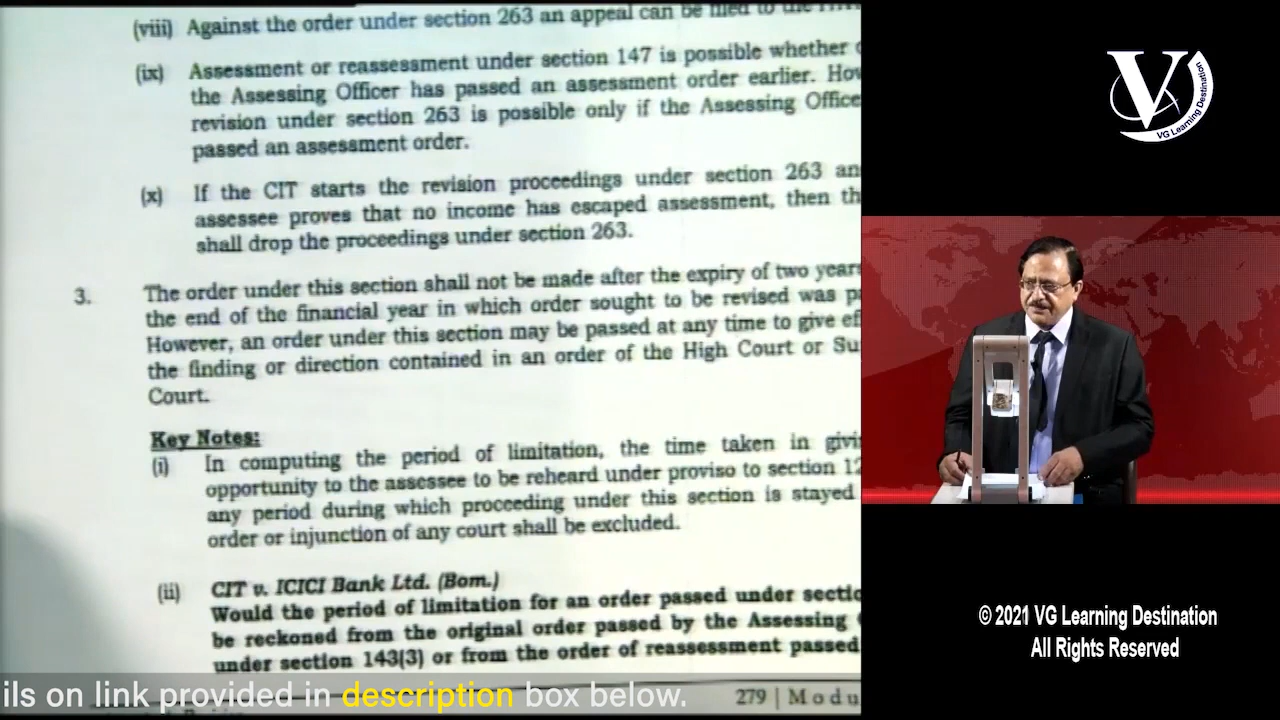 (viii) Against the order under section 263 an appeal can be filed to the
(ix) Assessment or reassessment under section 147 is possible whether
the Assessing Officer has passed an assessment order earlier. Hov
revision under section 263 is possible only if the Assessing Office
passed an assessment order.
(x) If the CIT starts the revision proceedings under section 263 an
assessee proves that no income has escaped assessment, then th
shall drop the proceedings under section 263.
3. The order under this section shall not be made after the expiry of two years
the end of the financial year in which order sought to be revised was p
However, an order under this section may be passed at any time to give ef
the finding or direction contained in an order of the High Court or Su
Court.
Key Notes:
(i) In computing the period of limitation, the time taken in givi
opportunity to the assessee to be reheard under proviso to section 12
any period during which proceeding under this section is stayed
order or injunction of any court shall be excluded.
(ii) CIT v. ICICI Bank Ltd. (Bom.)
Would the period of limitation for an order passed under sectio
be reckoned from the original order passed by the Assessing
under section 143(3) or from the order of reassessment passed
279 | Modu
ils on link provided in description box below.
V
VG Learning Destination
© 2021 VG Learning Destination
All Rights Reserved